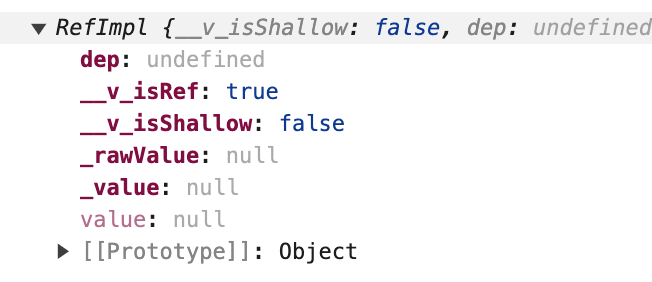 RefImpl {__v_isShallow: false, dep: undefined
dep: undefined
__v_isRef: true
__v_isShallow: false
_rawValue: null
_value: null
value: null
[[Prototype]]: Object